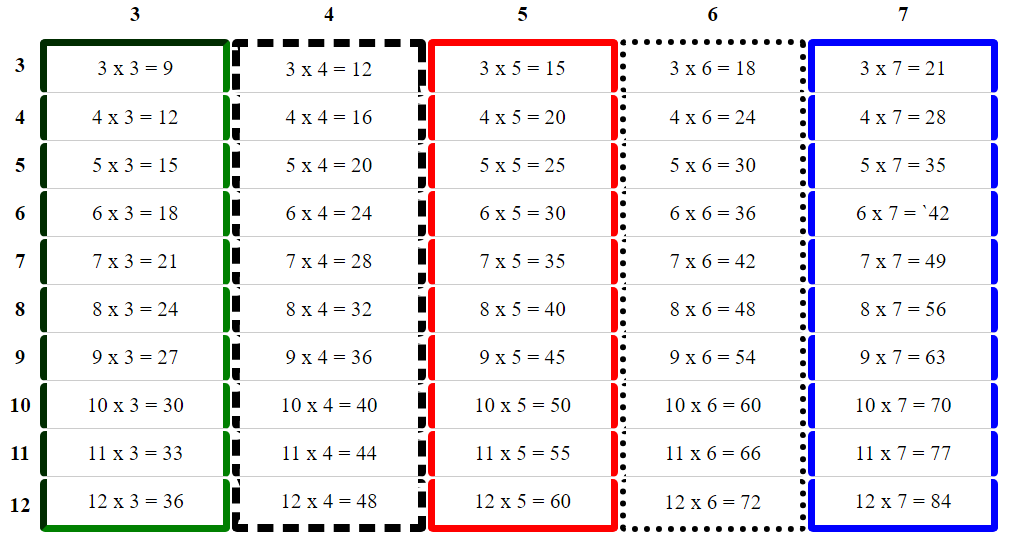 3 4 5 6 7
3 3 x 3 = 9 3 x 4 = 12 3 x 5 = 15 3 x 6 = 18 3 x 7 = 21
4 4 x 3 = 12 4 x 4 = 16 4 x 5 = 20 4 x 6 = 24 4 x 7 = 28
5 5 x 3 = 15 5 x 4 = 20 5 x 5 = 25 5 x 6 = 30 5 x 7 = 35
6 6 x 3 = 18 6 x 4 = 24 6 x 5 = 30 6 x 6 = 36 6 x 7 = `42
7 7 x 3 = 21 7 x 4 = 28 7 x 5 = 35 7 x 6 = 42 7 x 7 = 49
8 8 x 3 = 24 8 x 4 = 32 8 x 5 = 40 8 x 6 = 48 8 x 7 = 56
9 9 x 3 = 27 9 x 4 = 36 9 x 5 = 45 9 x 6 = 54 9 x 7 = 63
10 10 x 3 = 30 10 x 4 = 40 10 x 5 = 50 10 x 6 = 60 10 x 7 = 70
11 11 x 3 = 33 11 x 4 = 44 11 x 5 = 55 11 x 6 = 66 11 x 7 = 77
12 12 x 3 = 36 12 x 4 = 48 12 x 5 = 60 12 x 6 = 72 12 x 7 = 84